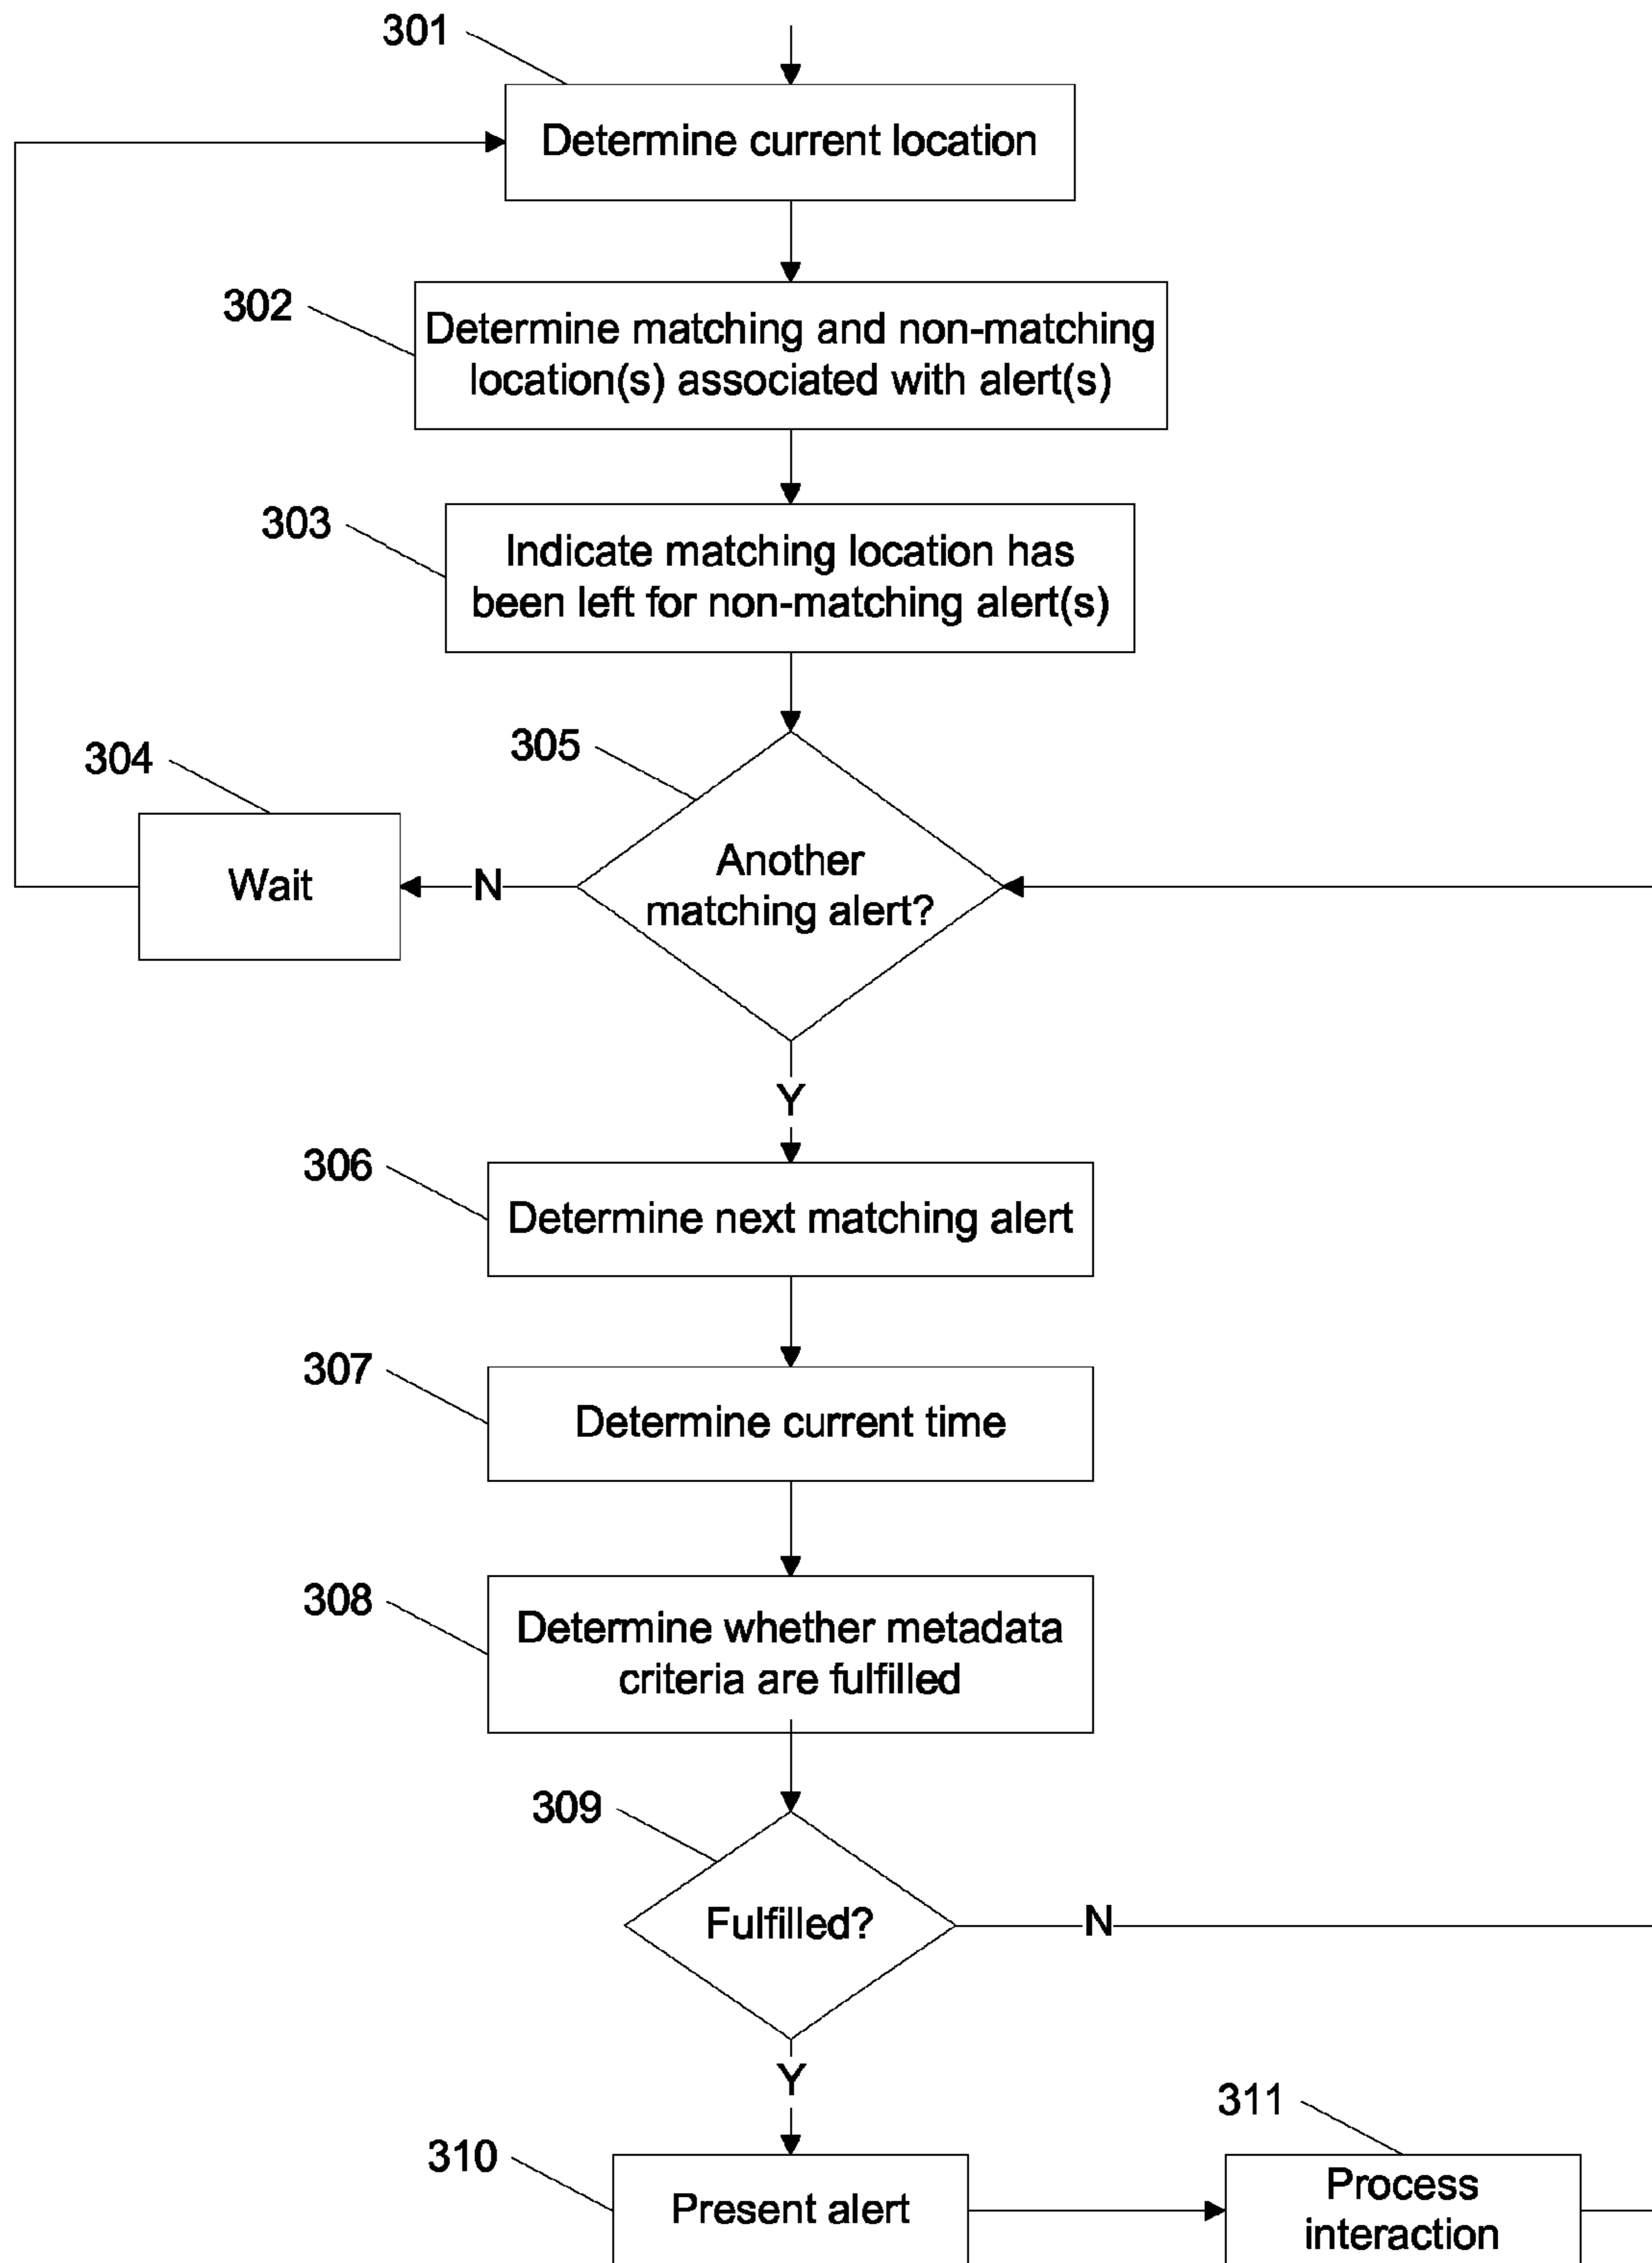 301
Determine current location
302
Determine matching and non-matching
location(s) associated with alert(s)
303
Indicate matching location has
been left for non-matching alert(s)
304
305
Wait
N
Another
matching alert?
Y
306
Determine next matching alert
307
Determine current time
308
Determine whether metadata
criteria are fulfilled
309
Fulfilled?
N
Y
310
311
Present alert
Process
interaction